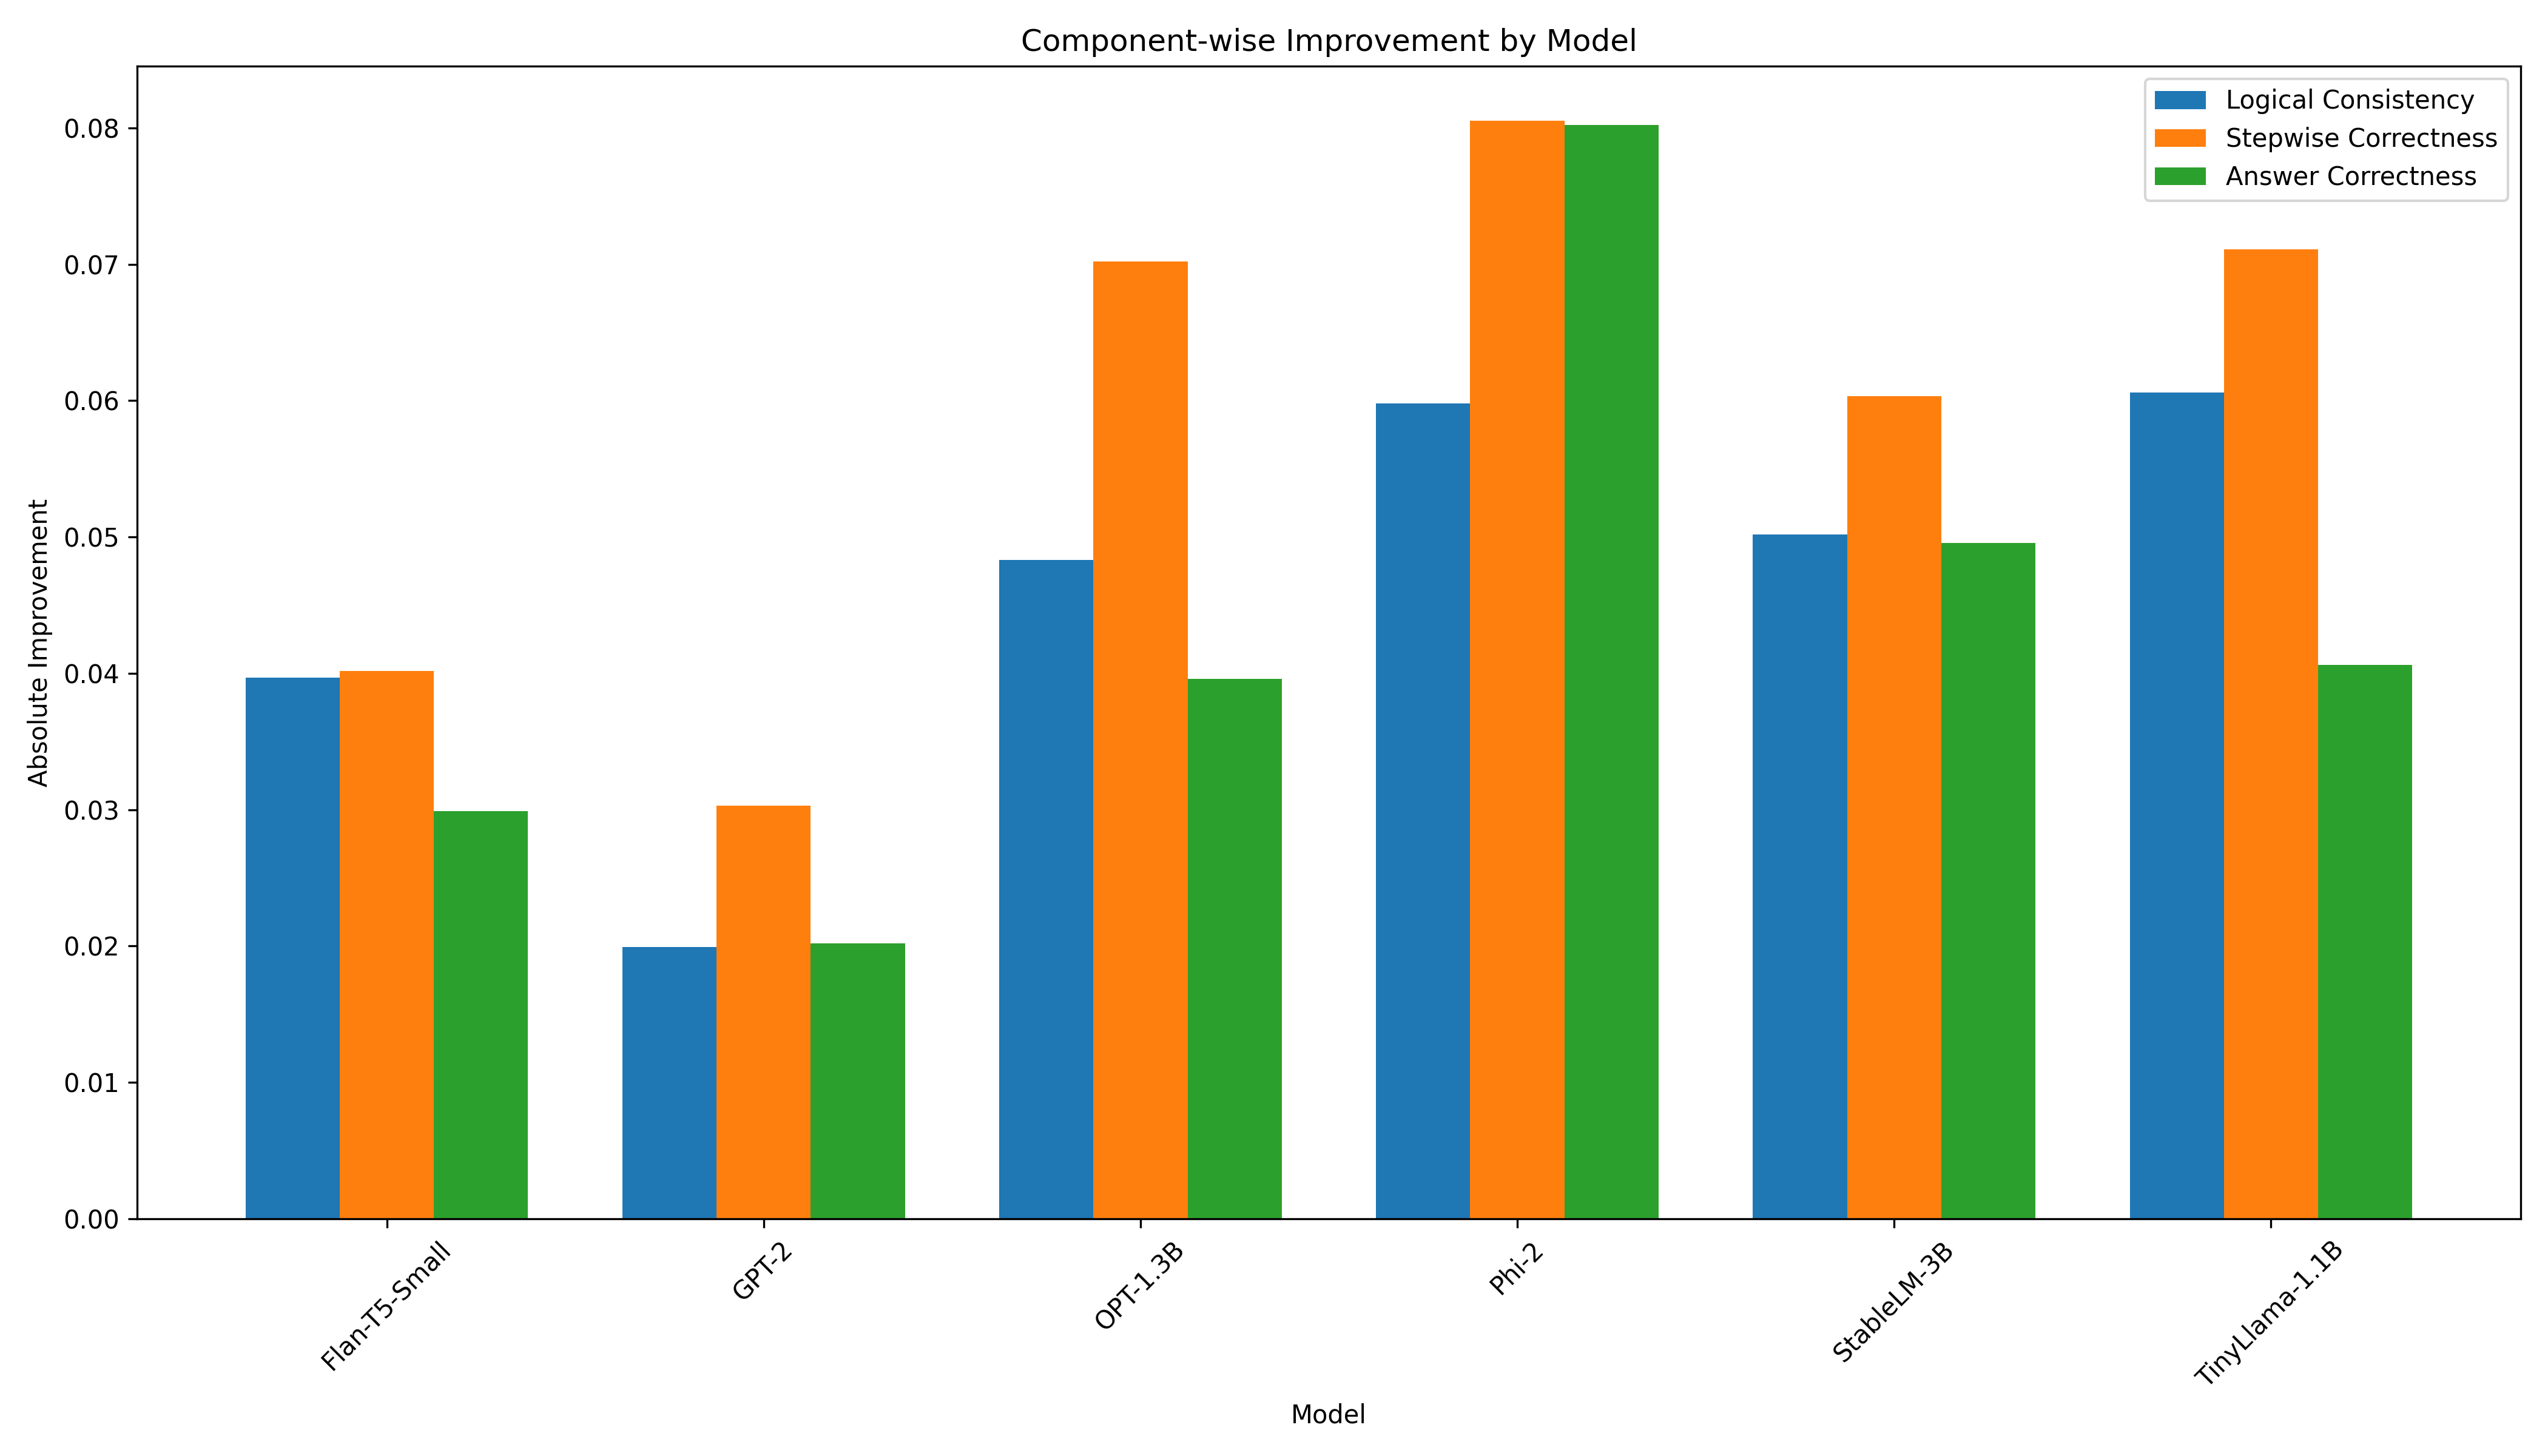 Component-wise Improvement by Model
Logical Consistency
Stepwise Correctness
Answer Correctness
Absolute Improvement
0.08
0.07
0.06
0.05
0.04
0.03
0.02
0.01
0.00
Flan-T5-Small
GPT-2
OPT-1.3B
Phi-2
StableLM-3B
TinyLlama-1.1B
Model